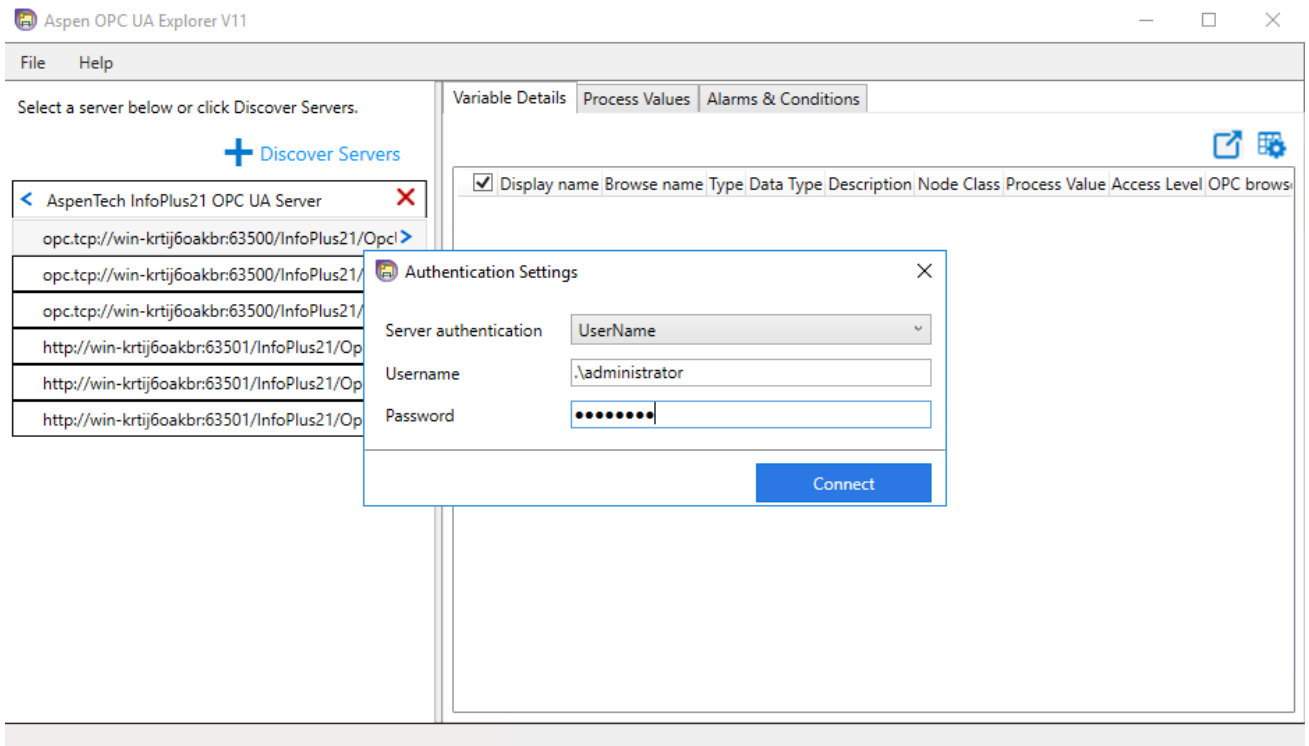 Aspen OPC UA Explorer V11
File Help
Select a server below or click Discover Servers.
Discover Servers
AspenTech InfoPlus21 OPC UA Server
opc.tcp://win-krtij6oakbr:63500/InfoPlus21/Opc
opc.tcp://win-krtij6oakbr:63500/InfoPlus21/
opc.tcp://win-krtij6oakbr:63500/InfoPlus21/
http://win-krtij6oakbr:63501/InfoPlus21/Op
http://win-krtij6oakbr:63501/InfoPlus21/Op
http://win-krtij6oakbr:63501/InfoPlus21/Op
Variable Details Process Values Alarms & Conditions
Display name Browse name Type Data Type Description Node Class Process Value Access Level OPC brows
Authentication Settings
Server authentication UserName
Username .\administrator
Password ●●●●●●●●
Connect